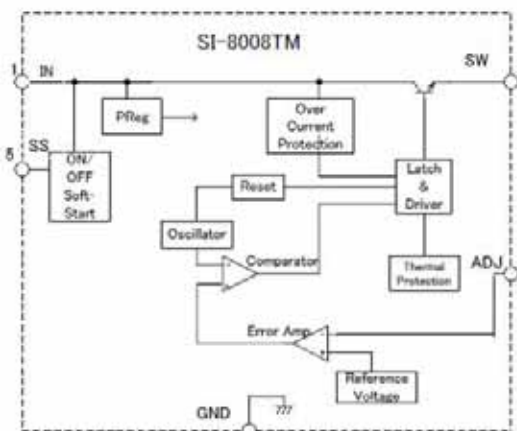 SI-8008TM
1 IN
SW
PReg
Over
Current
Protection
5 SS
ON/
OFF
Soft-
Start
Latch
&
Driver
Reset
Oscillator
Comparator
Thermal
Protection
ADJ
Error Amp.
Reference
Voltage
GND